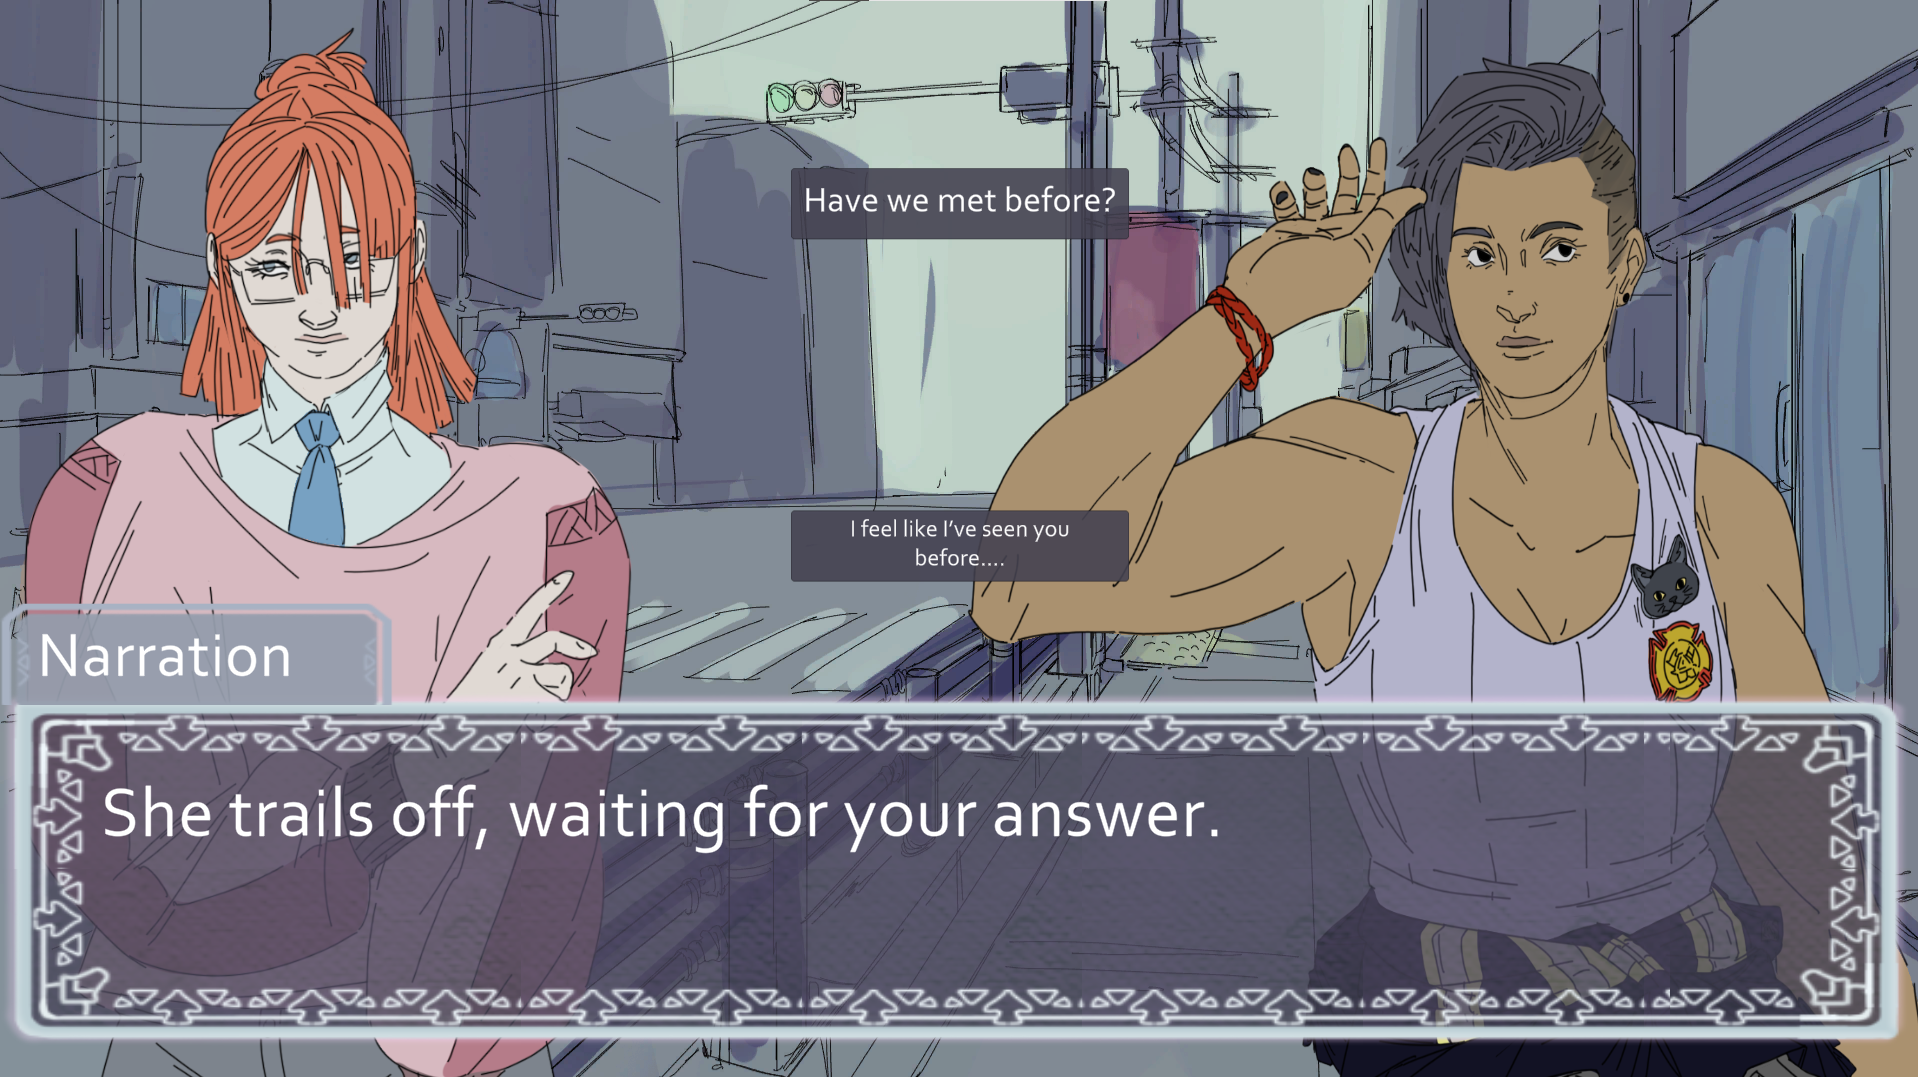 Have we met before?
I feel like I've seen you
before....
Narration
She trails off, waiting for your answer.